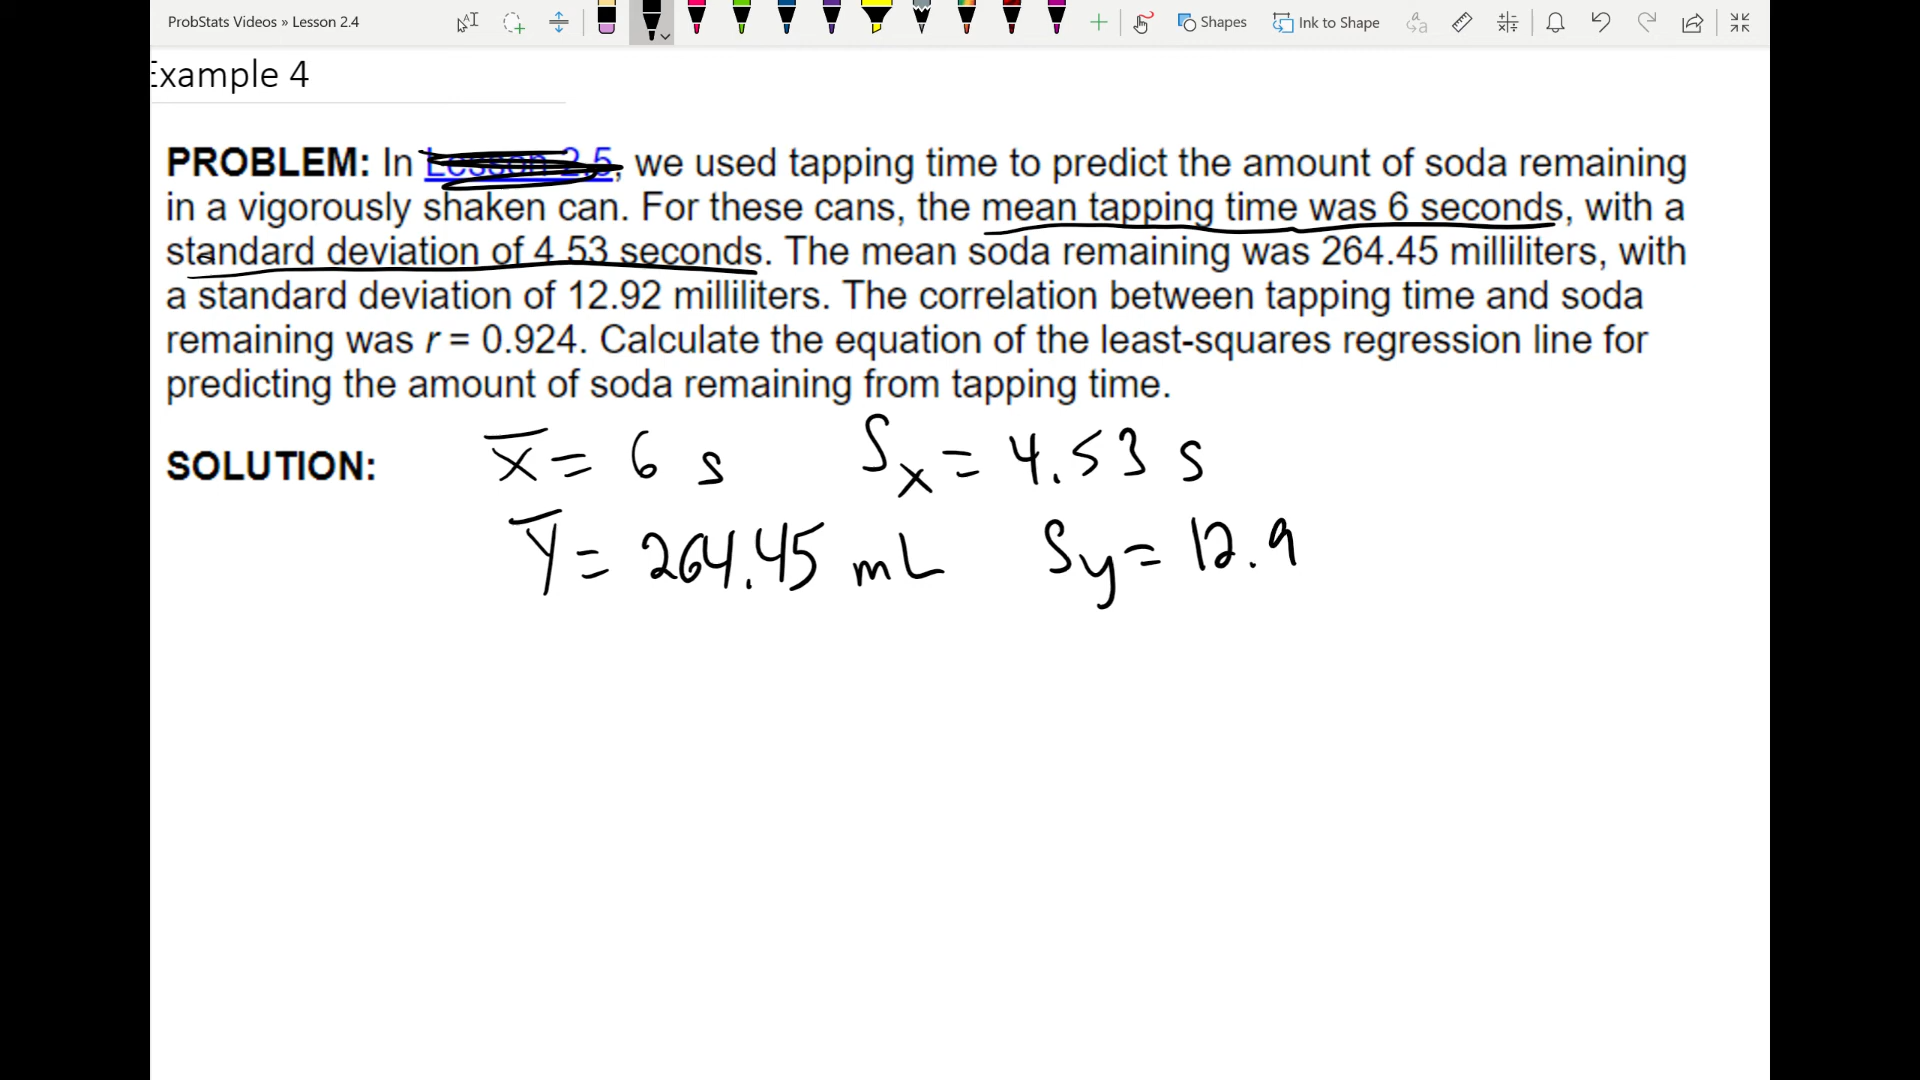 ProbStats Videos » Lesson 2.4 Shapes Ink to Shape
Example 4
PROBLEM: In Lesson 2.5, we used tapping time to predict the amount of soda remaining
in a vigorously shaken can. For these cans, the mean tapping time was 6 seconds, with a
standard deviation of 4.53 seconds. The mean soda remaining was 264.45 milliliters, with
a standard deviation of 12.92 milliliters. The correlation between tapping time and soda
remaining was r = 0.924. Calculate the equation of the least-squares regression line for
predicting the amount of soda remaining from tapping time.
SOLUTION: x̅ = 6 s Sx = 4.53 s
y̅ = 264.45 mL Sy = 12.9